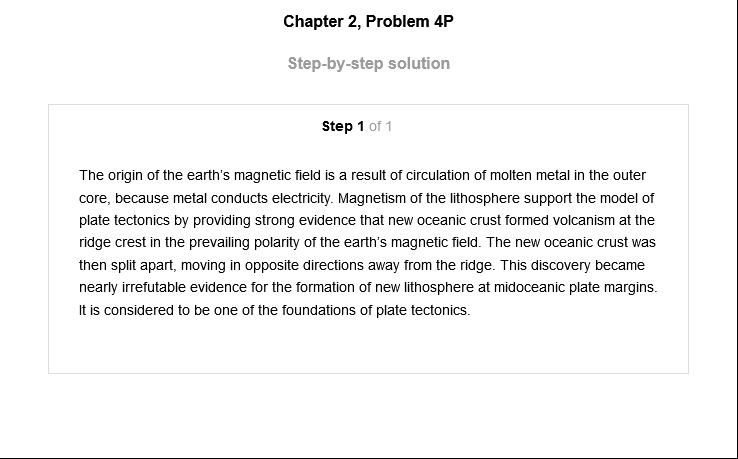 Chapter 2, Problem 4P
Step-by-step solution
Step 1 of 1
The origin of the earth's magnetic field is a result of circulation of molten metal in the outer
core, because metal conducts electricity. Magnetism of the lithosphere support the model of
plate tectonics by providing strong evidence that new oceanic crust formed volcanism at the
ridge crest in the prevailing polarity of the earth's magnetic field. The new oceanic crust was
then split apart, moving in opposite directions away from the ridge. This discovery became
nearly irrefutable evidence for the formation of new lithosphere at midoceanic plate margins.
It is considered to be one of the foundations of plate tectonics.